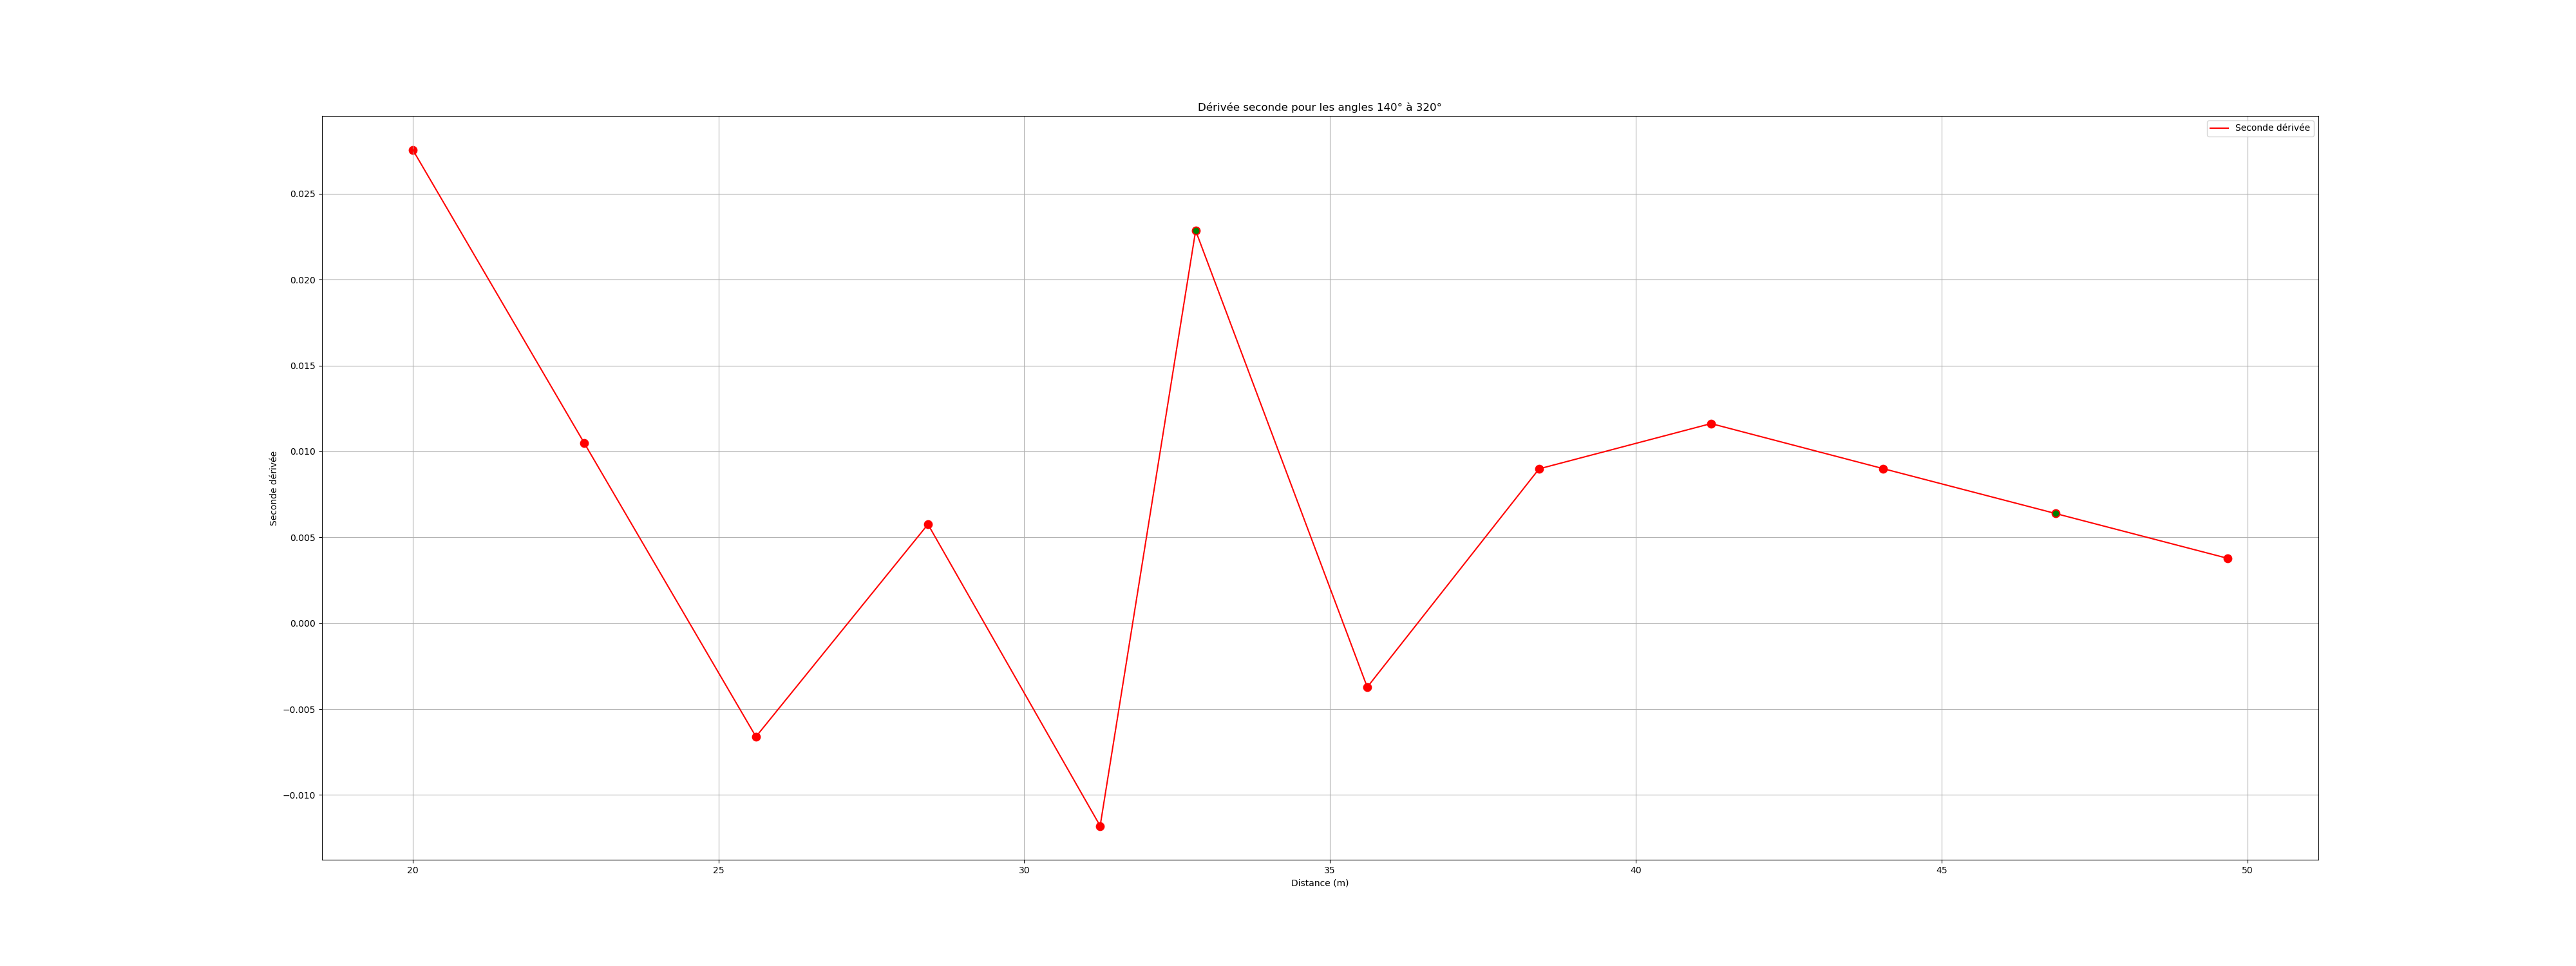 Dérivée seconde pour les angles 140° à 320°
Seconde dérivée
0.025
0.020
0.015
0.010
0.005
0.000
−0.005
−0.010
Seconde dérivée
20 25 30 35 40 45 50
Distance (m)